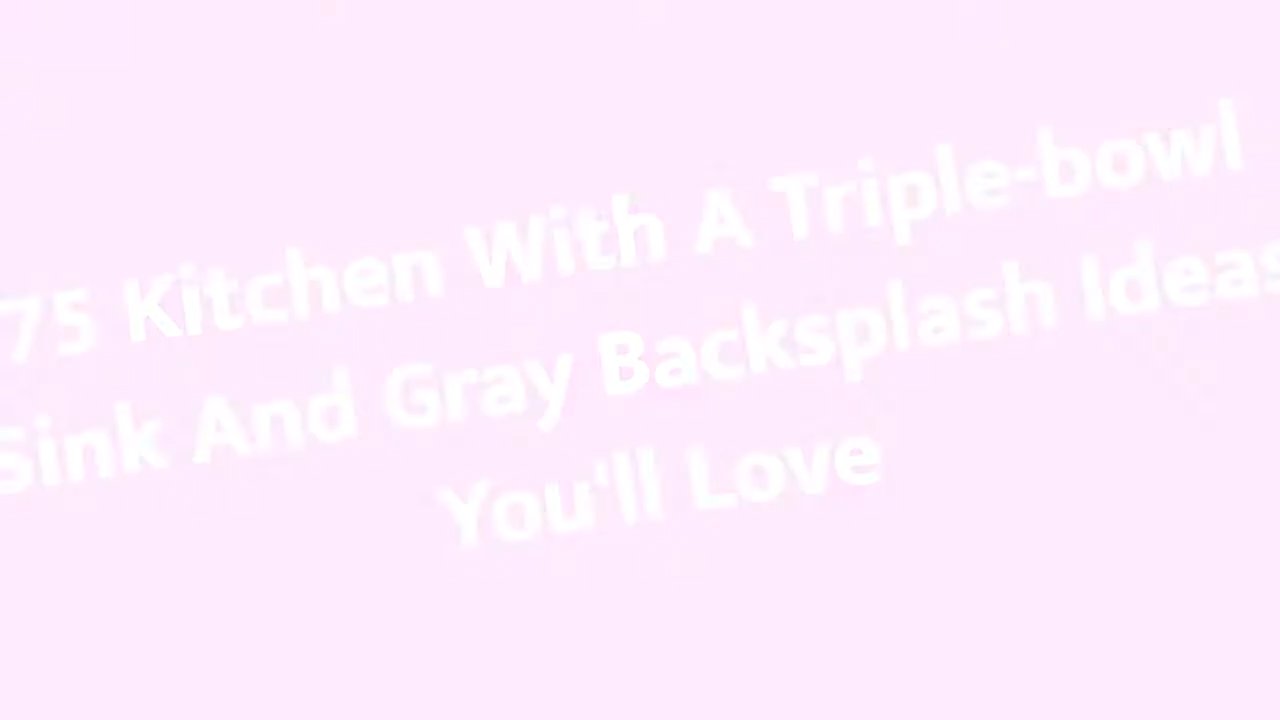 75 Kitchen With A Triple-bowl
Sink And Gray Backsplash Ideas
You'll Love